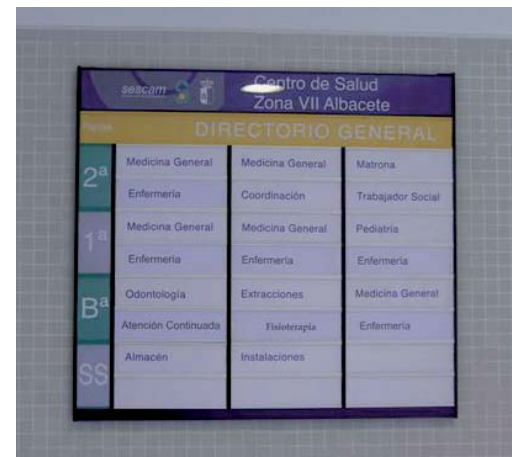 sescam
Centro de Salud
Zona VII Albacete
Planta
DIRECTORIO GENERAL
2ª
Medicina General Medicina General Matrona
Enfermería Coordinación Trabajador Social
1ª
Medicina General Medicina General Pediatría
Enfermería Enfermería Enfermería
Bª
Odontología Extracciones Medicina General
Atención Continuada Fisioterapia Enfermería
SS
Almacén Instalaciones